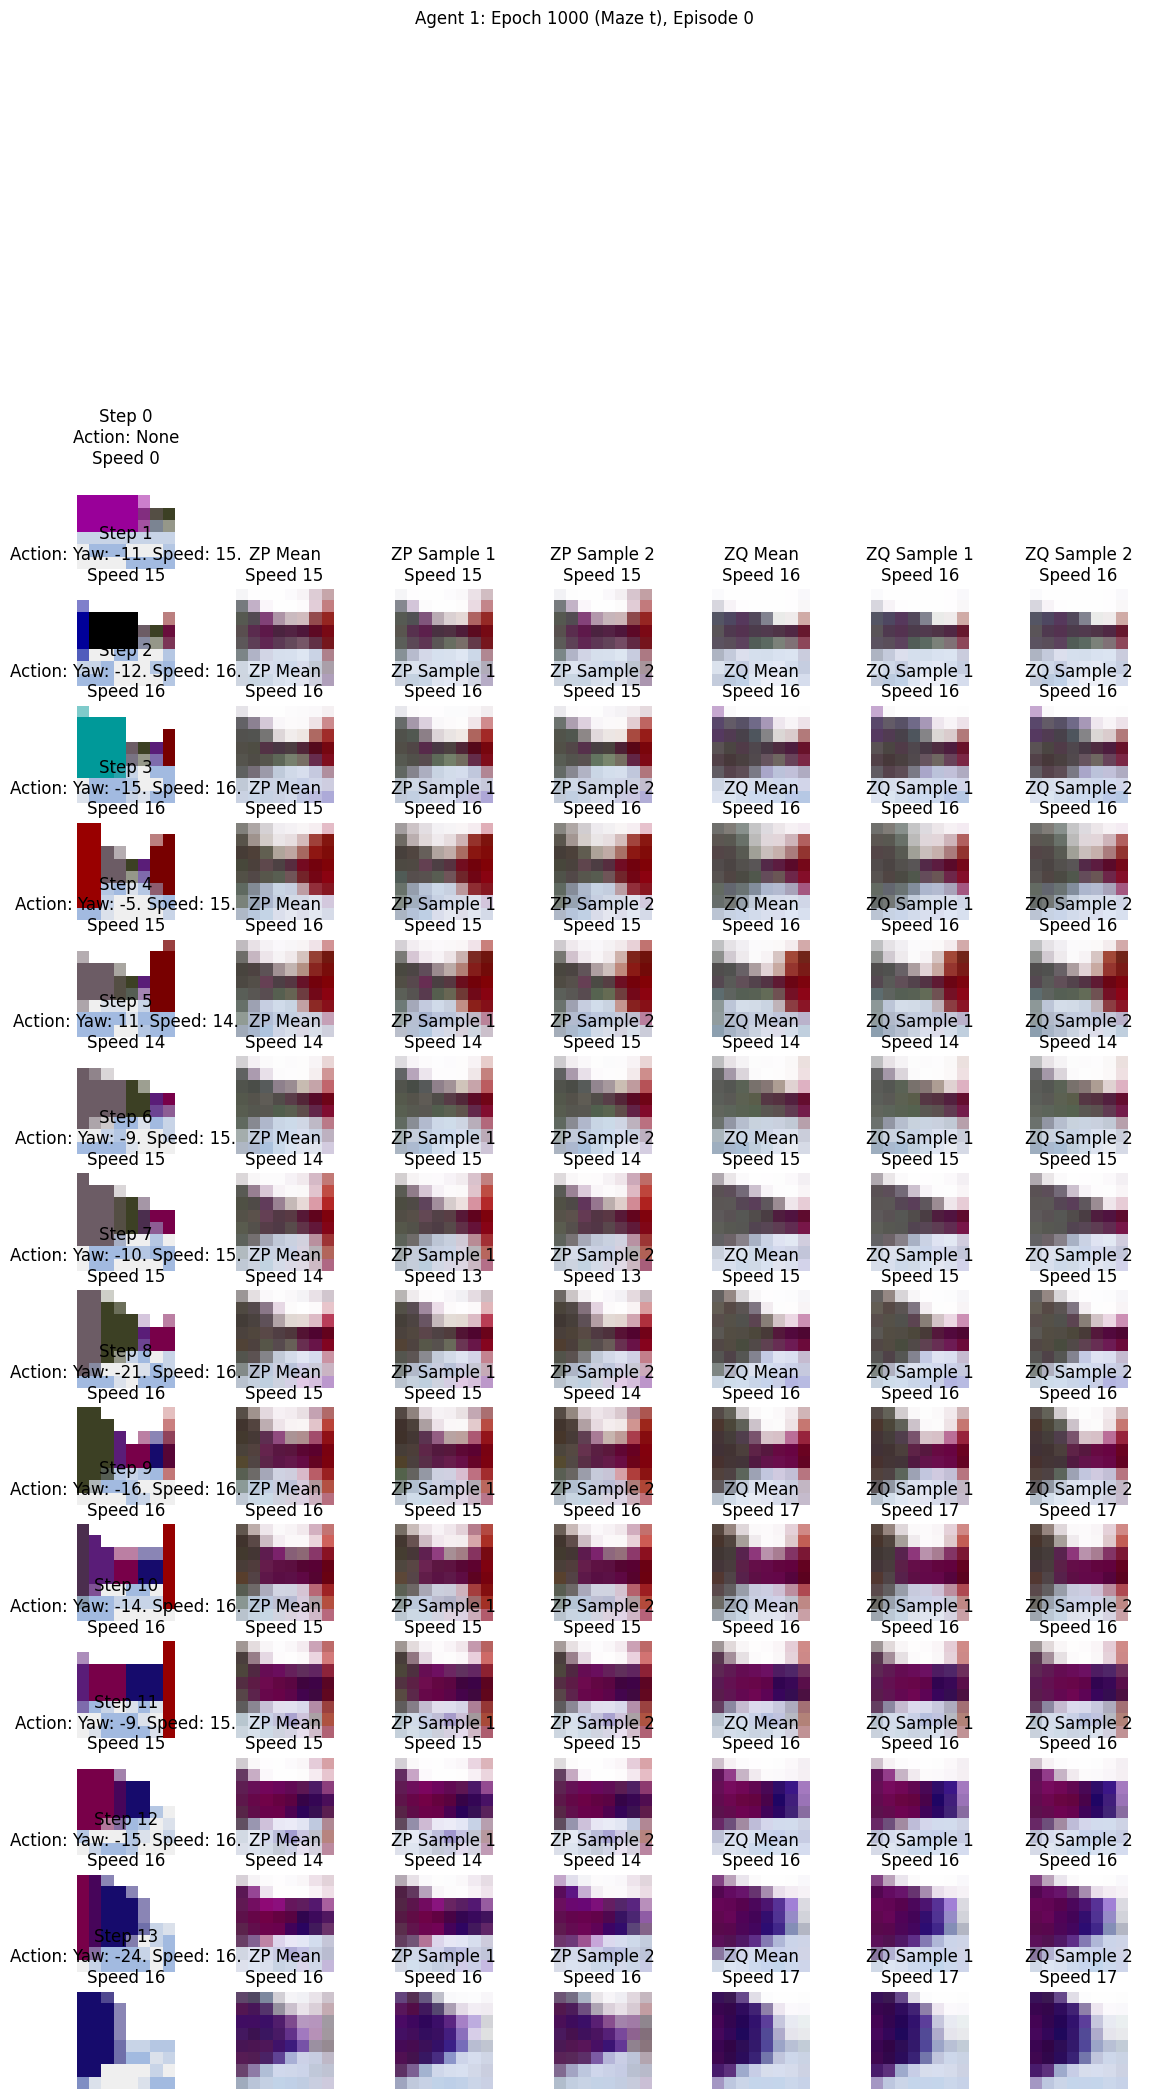 Agent 1: Epoch 1000 (Maze t), Episode 0
Step 0
Action: None
Speed 0
Step 1
Action: Yaw: -11. Speed: 15. ZP Mean ZP Sample 1 ZP Sample 2 ZQ Mean ZQ Sample 1 ZQ Sample 2
Speed 15 Speed 15 Speed 15 Speed 15 Speed 16 Speed 16 Speed 16
Step 2
Action: Yaw: -12. Speed: 16. ZP Mean ZP Sample 1 ZP Sample 2 ZQ Mean ZQ Sample 1 ZQ Sample 2
Speed 16 Speed 16 Speed 16 Speed 15 Speed 16 Speed 16 Speed 16
Step 3
Action: Yaw: -15. Speed: 16. ZP Mean ZP Sample 1 ZP Sample 2 ZQ Mean ZQ Sample 1 ZQ Sample 2
Speed 16 Speed 15 Speed 16 Speed 16 Speed 16 Speed 16 Speed 16
Step 4
Action: Yaw: -5. Speed: 15. ZP Mean ZP Sample 1 ZP Sample 2 ZQ Mean ZQ Sample 1 ZQ Sample 2
Speed 15 Speed 16 Speed 15 Speed 15 Speed 16 Speed 16 Speed 16
Step 5
Action: Yaw: 11. Speed: 14. ZP Mean ZP Sample 1 ZP Sample 2 ZQ Mean ZQ Sample 1 ZQ Sample 2
Speed 14 Speed 14 Speed 14 Speed 15 Speed 14 Speed 14 Speed 14
Step 6
Action: Yaw: -9. Speed: 15. ZP Mean ZP Sample 1 ZP Sample 2 ZQ Mean ZQ Sample 1 ZQ Sample 2
Speed 15 Speed 14 Speed 15 Speed 14 Speed 15 Speed 15 Speed 15
Step 7
Action: Yaw: -10. Speed: 15. ZP Mean ZP Sample 1 ZP Sample 2 ZQ Mean ZQ Sample 1 ZQ Sample 2
Speed 15 Speed 14 Speed 13 Speed 13 Speed 15 Speed 15 Speed 15
Step 8
Action: Yaw: -21. Speed: 16. ZP Mean ZP Sample 1 ZP Sample 2 ZQ Mean ZQ Sample 1 ZQ Sample 2
Speed 16 Speed 15 Speed 15 Speed 14 Speed 16 Speed 16 Speed 16
Step 9
Action: Yaw: -16. Speed: 16. ZP Mean ZP Sample 1 ZP Sample 2 ZQ Mean ZQ Sample 1 ZQ Sample 2
Speed 16 Speed 16 Speed 15 Speed 16 Speed 17 Speed 17 Speed 17
Step 10
Action: Yaw: -14. Speed: 16. ZP Mean ZP Sample 1 ZP Sample 2 ZQ Mean ZQ Sample 1 ZQ Sample 2
Speed 16 Speed 15 Speed 15 Speed 15 Speed 16 Speed 16 Speed 16
Step 11
Action: Yaw: -9. Speed: 15. ZP Mean ZP Sample 1 ZP Sample 2 ZQ Mean ZQ Sample 1 ZQ Sample 2
Speed 15 Speed 15 Speed 15 Speed 15 Speed 16 Speed 16 Speed 16
Step 12
Action: Yaw: -15. Speed: 16. ZP Mean ZP Sample 1 ZP Sample 2 ZQ Mean ZQ Sample 1 ZQ Sample 2
Speed 16 Speed 14 Speed 14 Speed 14 Speed 16 Speed 16 Speed 16
Step 13
Action: Yaw: -24. Speed: 16. ZP Mean ZP Sample 1 ZP Sample 2 ZQ Mean ZQ Sample 1 ZQ Sample 2
Speed 16 Speed 16 Speed 16 Speed 16 Speed 17 Speed 17 Speed 17